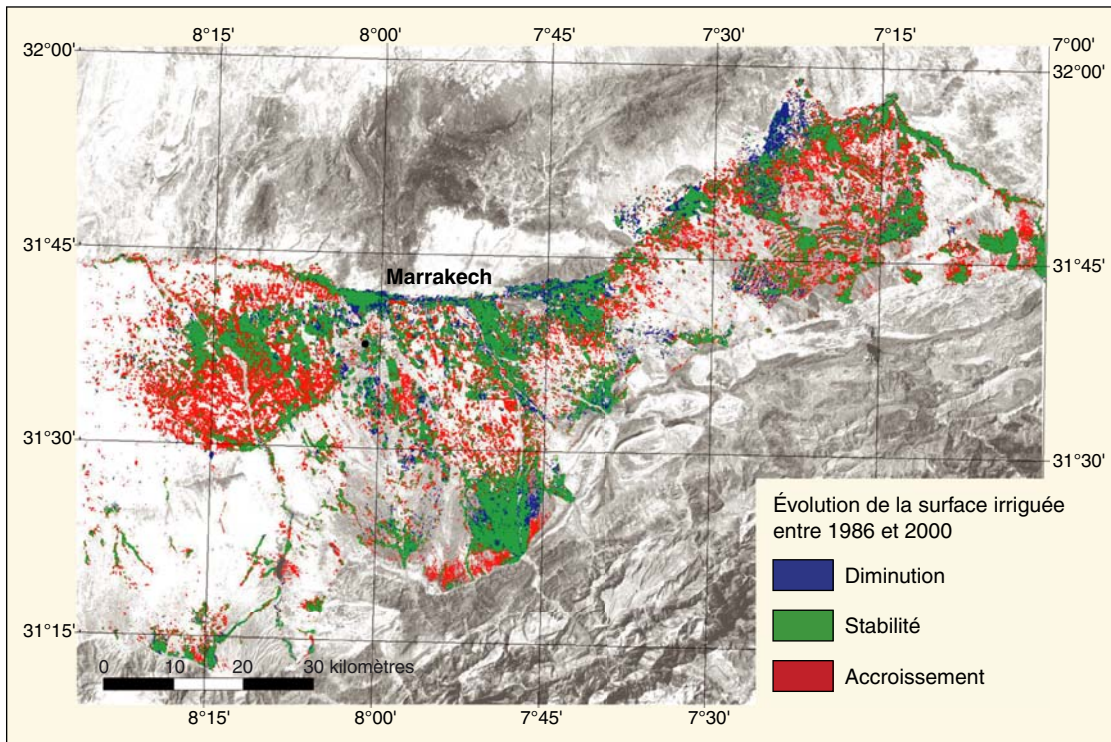 8°15' 8°00' 7°45' 7°30' 7°15' 7°00'
32°00' 32°00'
31°45' 31°45'
Marrakech
31°30' 31°30'
31°15'
Évolution de la surface irriguée
entre 1986 et 2000
Diminution
Stabilité
Accroissement
0 10 20 30 kilomètres
8°15' 8°00' 7°45' 7°30'